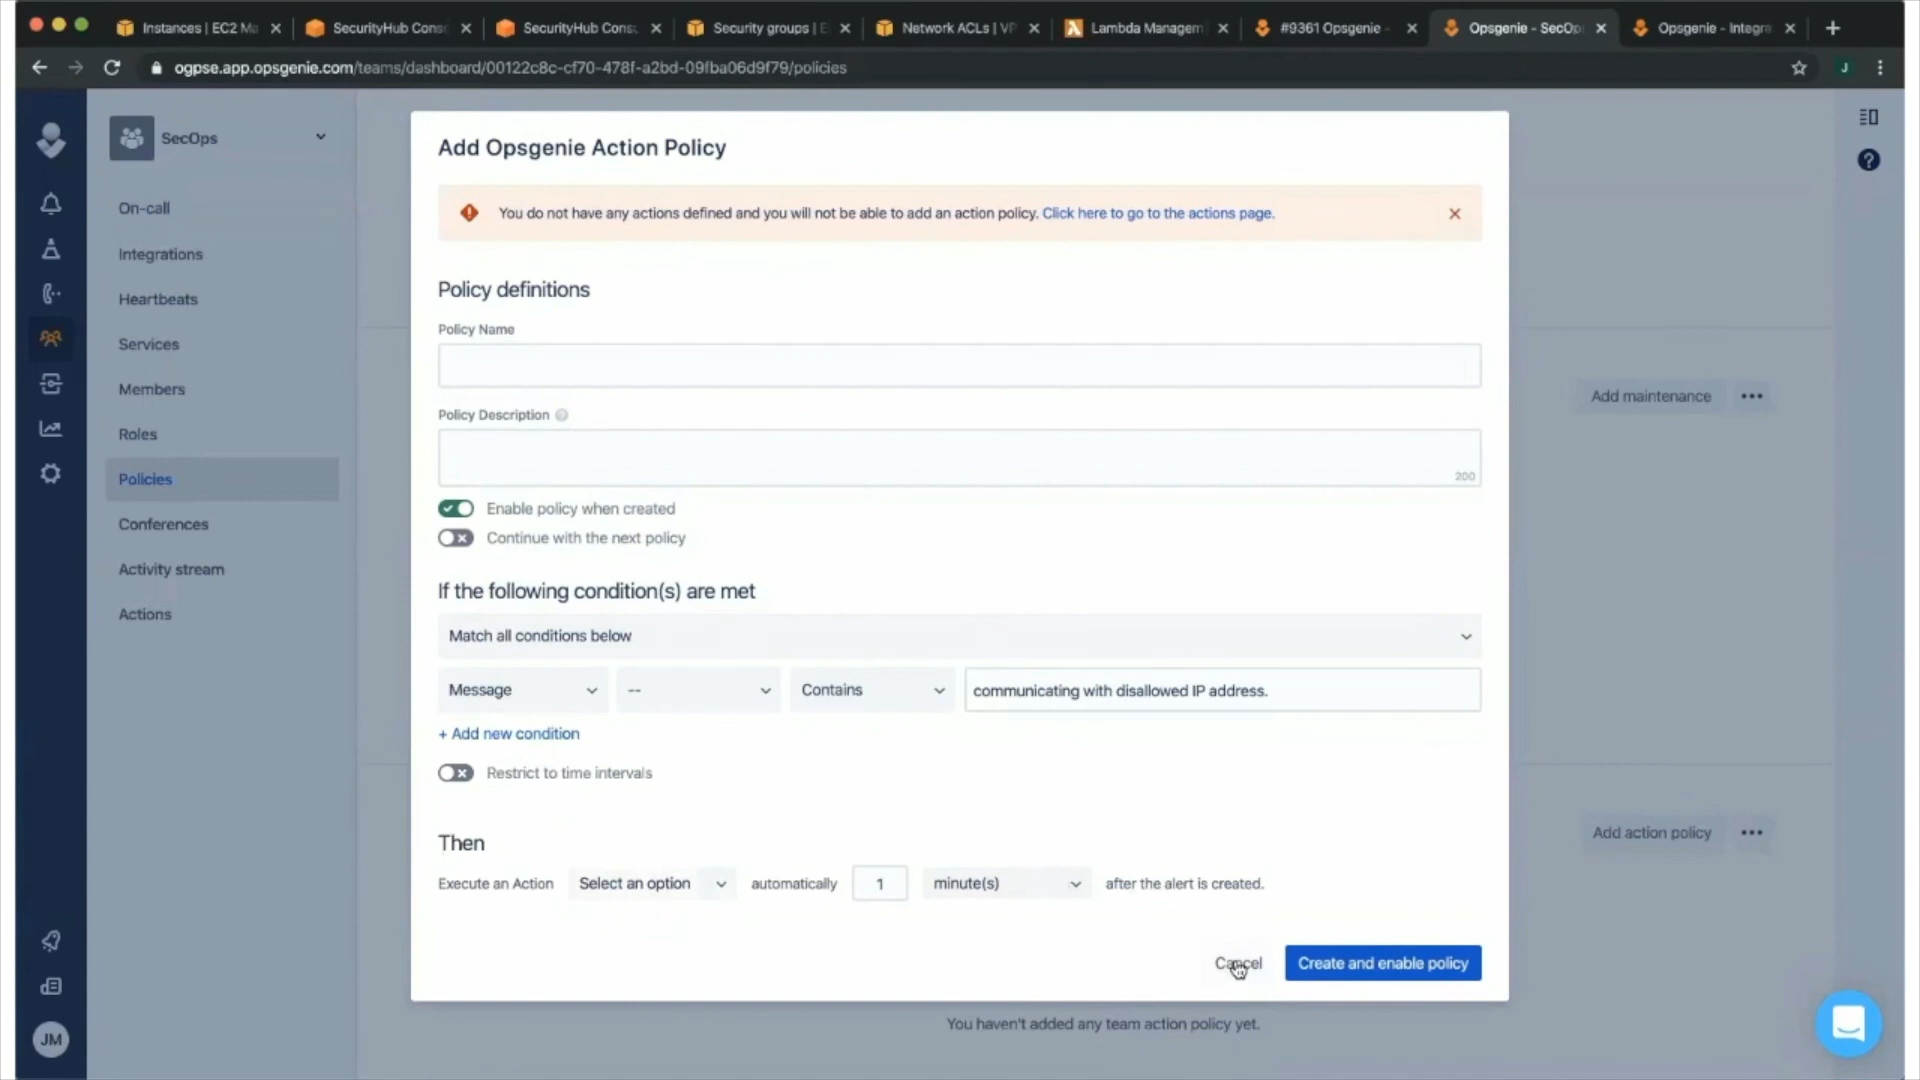 Instances | EC2 Ma
SecurityHub Cons
SecurityHub Cons
Security groups | E
Network ACLs | VP
Lambda Managem
#9361 Opsgenie -
Opsgenie - SecOp
Opsgenie - Integra
ogpse.app.opsgenie.com/teams/dashboard/00122c8c-cf70-478f-a2bd-09fba06d9f79/policies
J
SecOps
On-call
Integrations
Heartbeats
Services
Members
Roles
Policies
Conferences
Activity stream
Actions
JM
Add Opsgenie Action Policy
You do not have any actions defined and you will not be able to add an action policy. Click here to go to the actions page.
Policy definitions
Policy Name
Policy Description
200
Enable policy when created
Continue with the next policy
If the following condition(s) are met
Match all conditions below
Message
--
Contains
communicating with disallowed IP address.
+ Add new condition
Restrict to time intervals
Then
Execute an Action Select an option automatically 1 minute(s) after the alert is created.
Cancel
Create and enable policy
Add maintenance
Add action policy
You haven't added any team action policy yet.